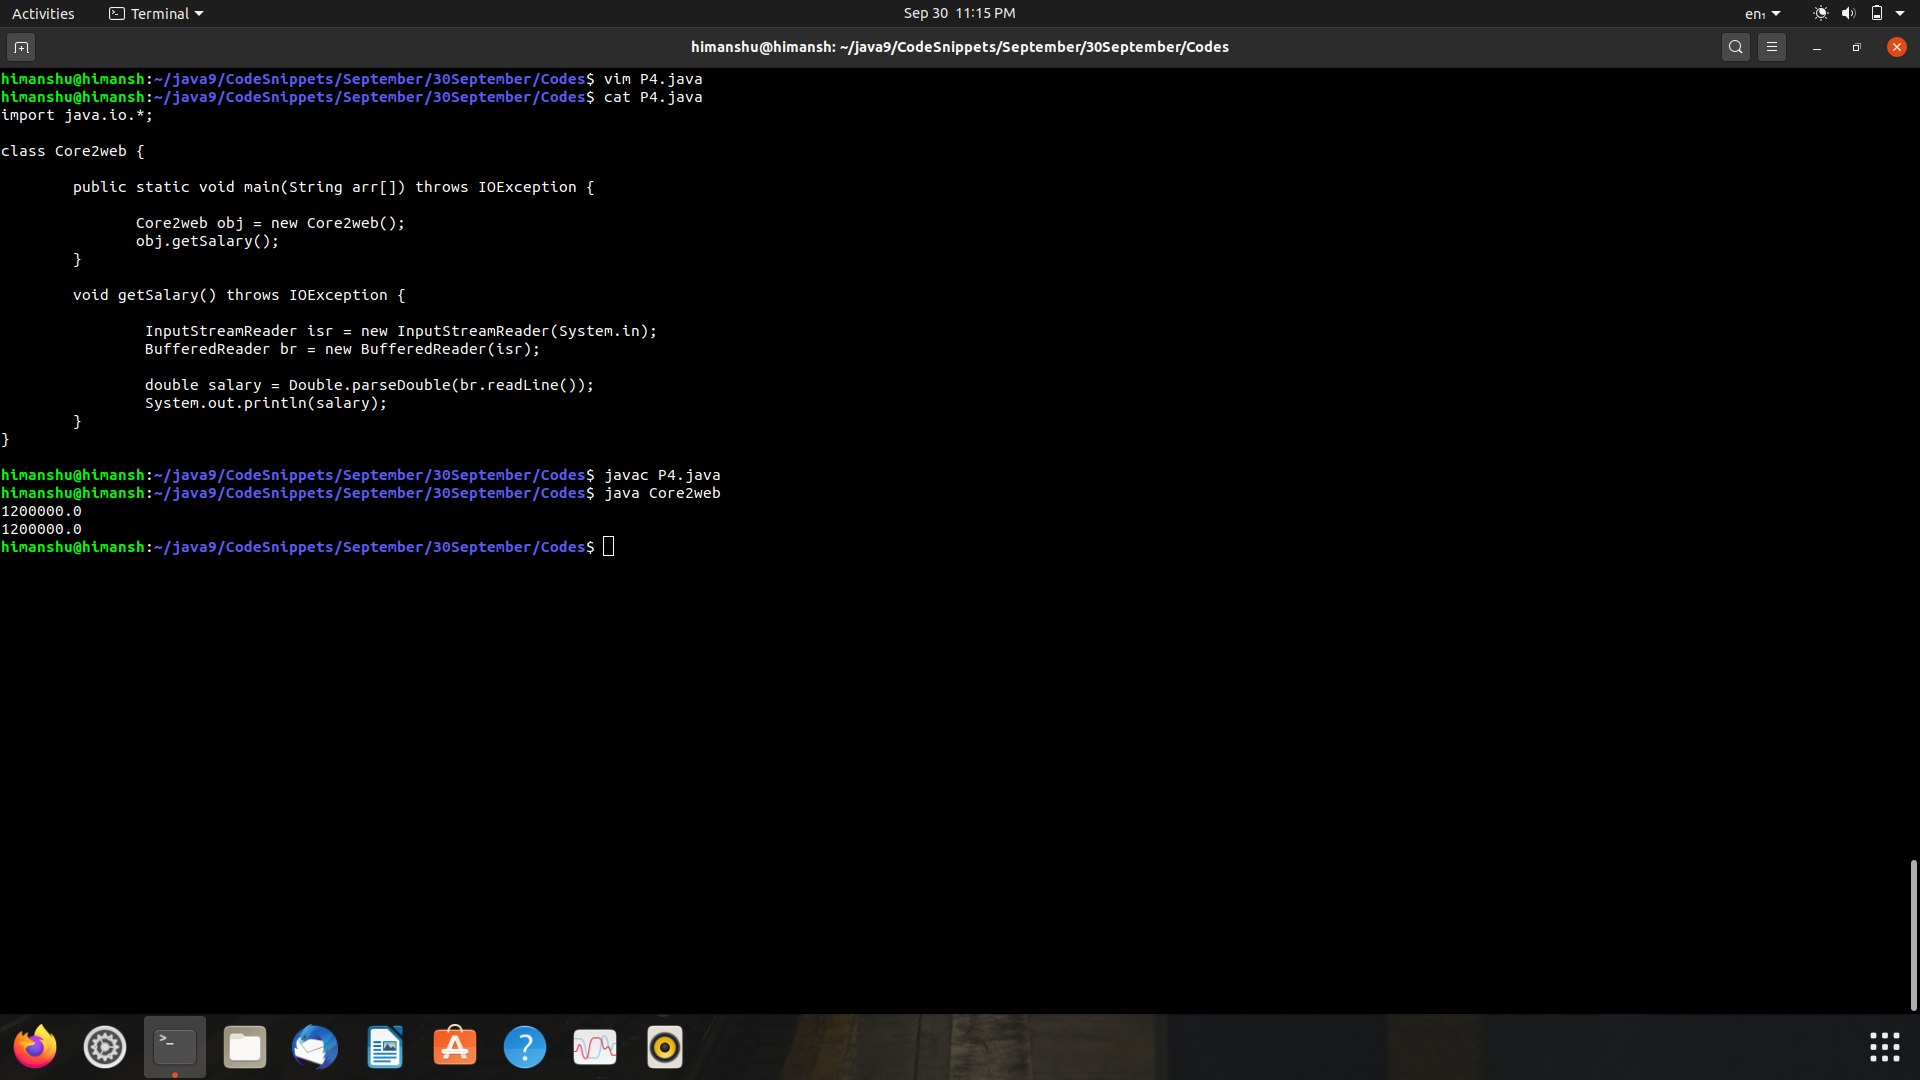 Activities
Terminal
Sep 30 11:15 PM
en₁
himanshu@himansh: ~/java9/CodeSnippets/September/30September/Codes
himanshu@himansh:~/java9/CodeSnippets/September/30September/Codes$ vim P4.java
himanshu@himansh:~/java9/CodeSnippets/September/30September/Codes$ cat P4.java
import java.io.*;
class Core2web {
public static void main(String arr[]) throws IOException {
Core2web obj = new Core2web();
obj.getSalary();
}
void getSalary() throws IOException {
InputStreamReader isr = new InputStreamReader(System.in);
BufferedReader br = new BufferedReader(isr);
double salary = Double.parseDouble(br.readLine());
System.out.println(salary);
}
}
himanshu@himansh:~/java9/CodeSnippets/September/30September/Codes$ javac P4.java
himanshu@himansh:~/java9/CodeSnippets/September/30September/Codes$ java Core2web
1200000.0
1200000.0
himanshu@himansh:~/java9/CodeSnippets/September/30September/Codes$